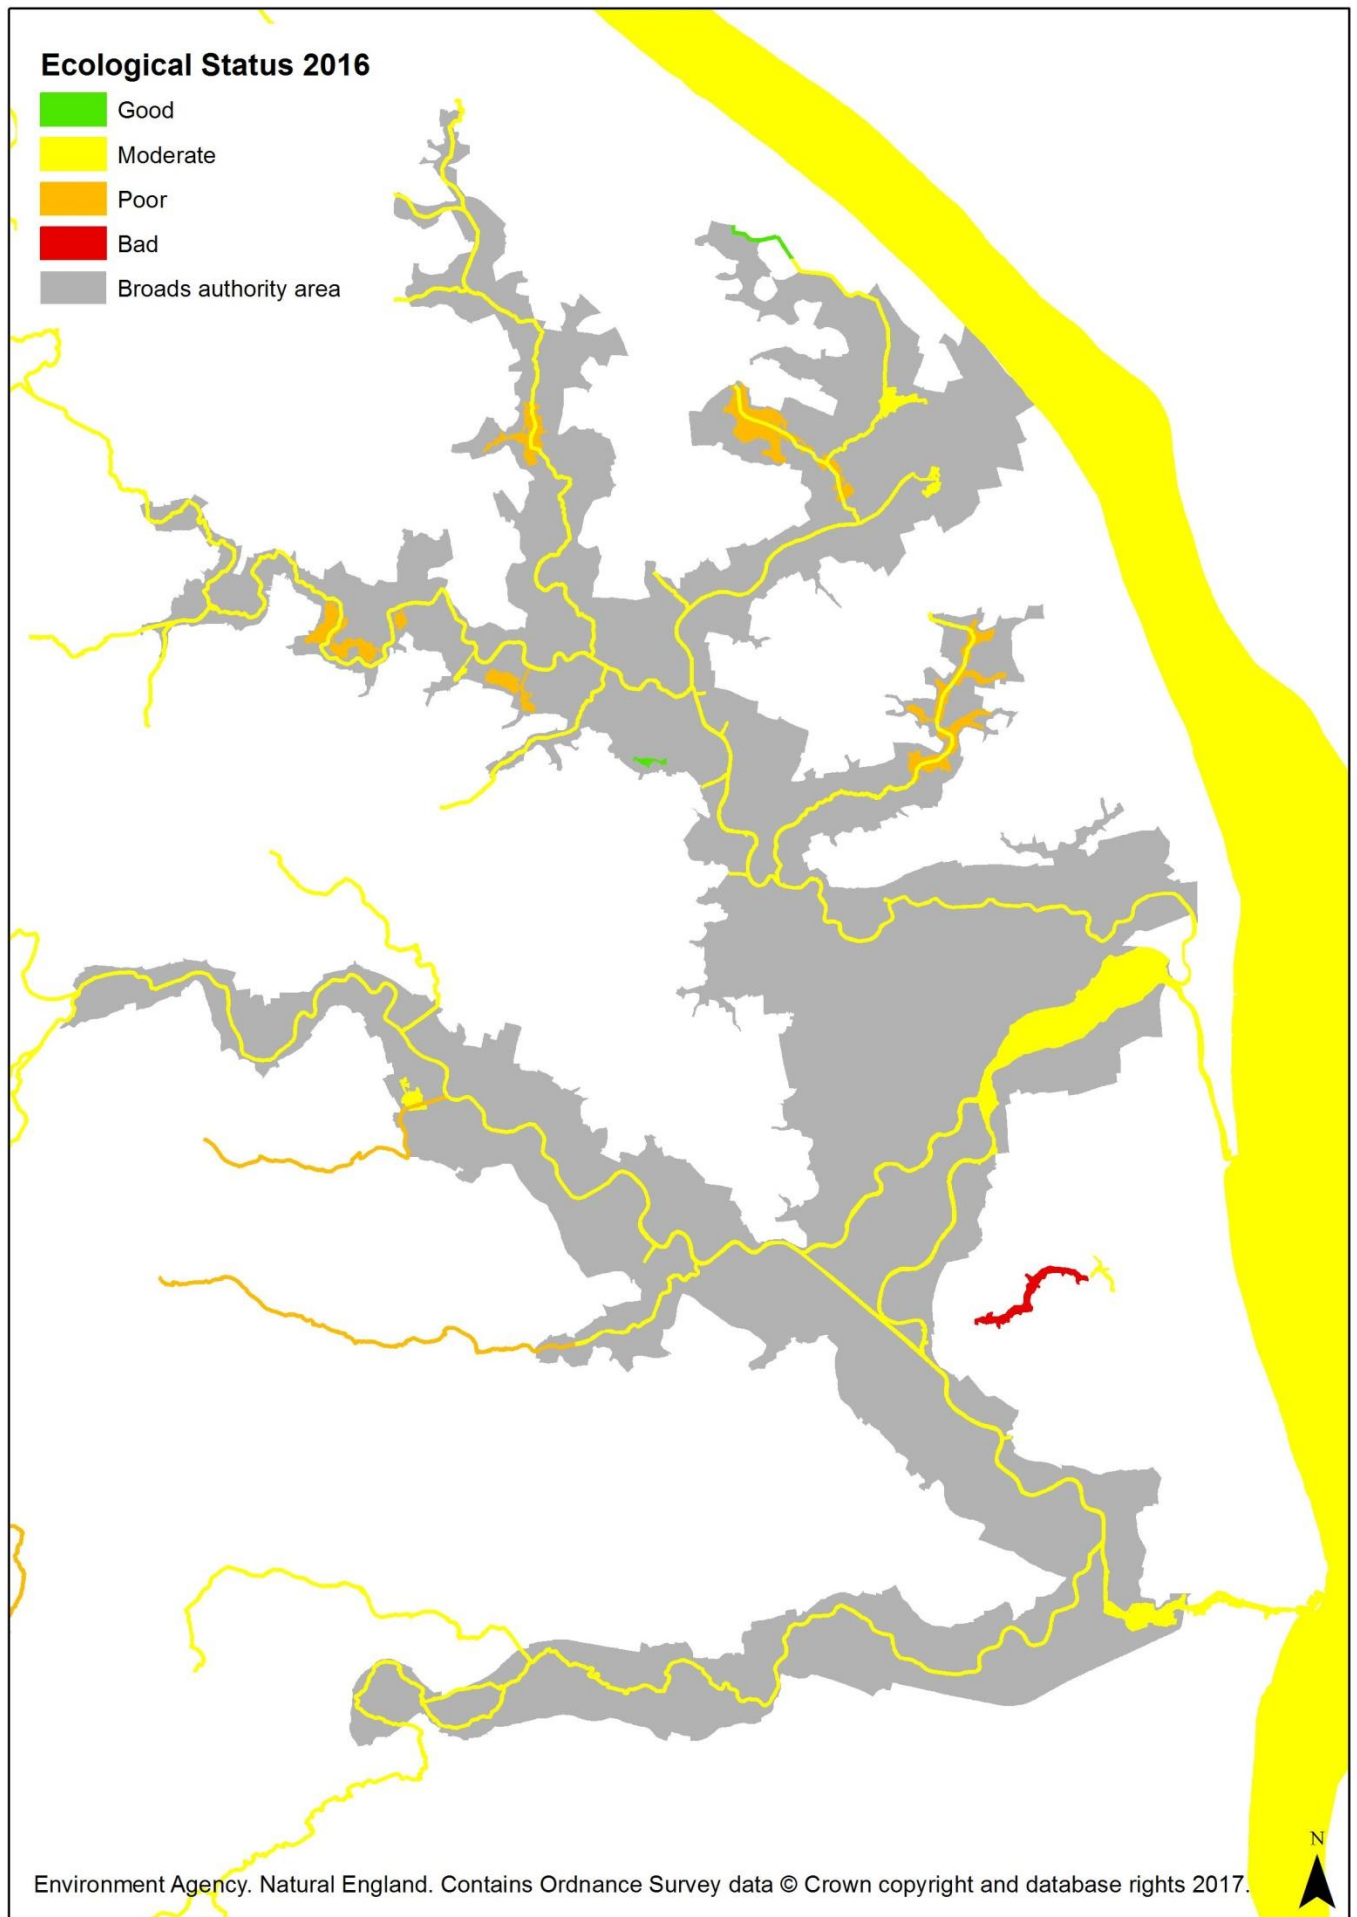 Ecological Status 2016
Good
Moderate
Poor
Bad
Broads authority area
N
Environment Agency. Natural England. Contains Ordnance Survey data © Crown copyright and database rights 2017.